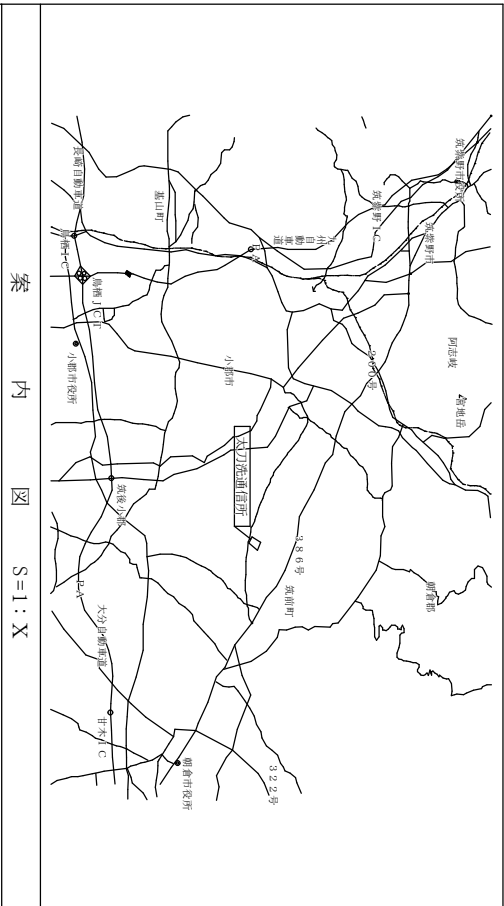 筑紫野市役所
筑紫野市
筑紫野IC
九州自動車道
PA
基山町
長崎自動車道
鳥栖IC
鳥栖JCT
小郡市役所
小郡市
阿志岐
宮地岳
200号
太刀洗通信所
386号
筑前町
朝倉郡
筑後小郡
PA
大分自動車道
甘木IC
朝倉市役所
322号
案内図 S=1:X